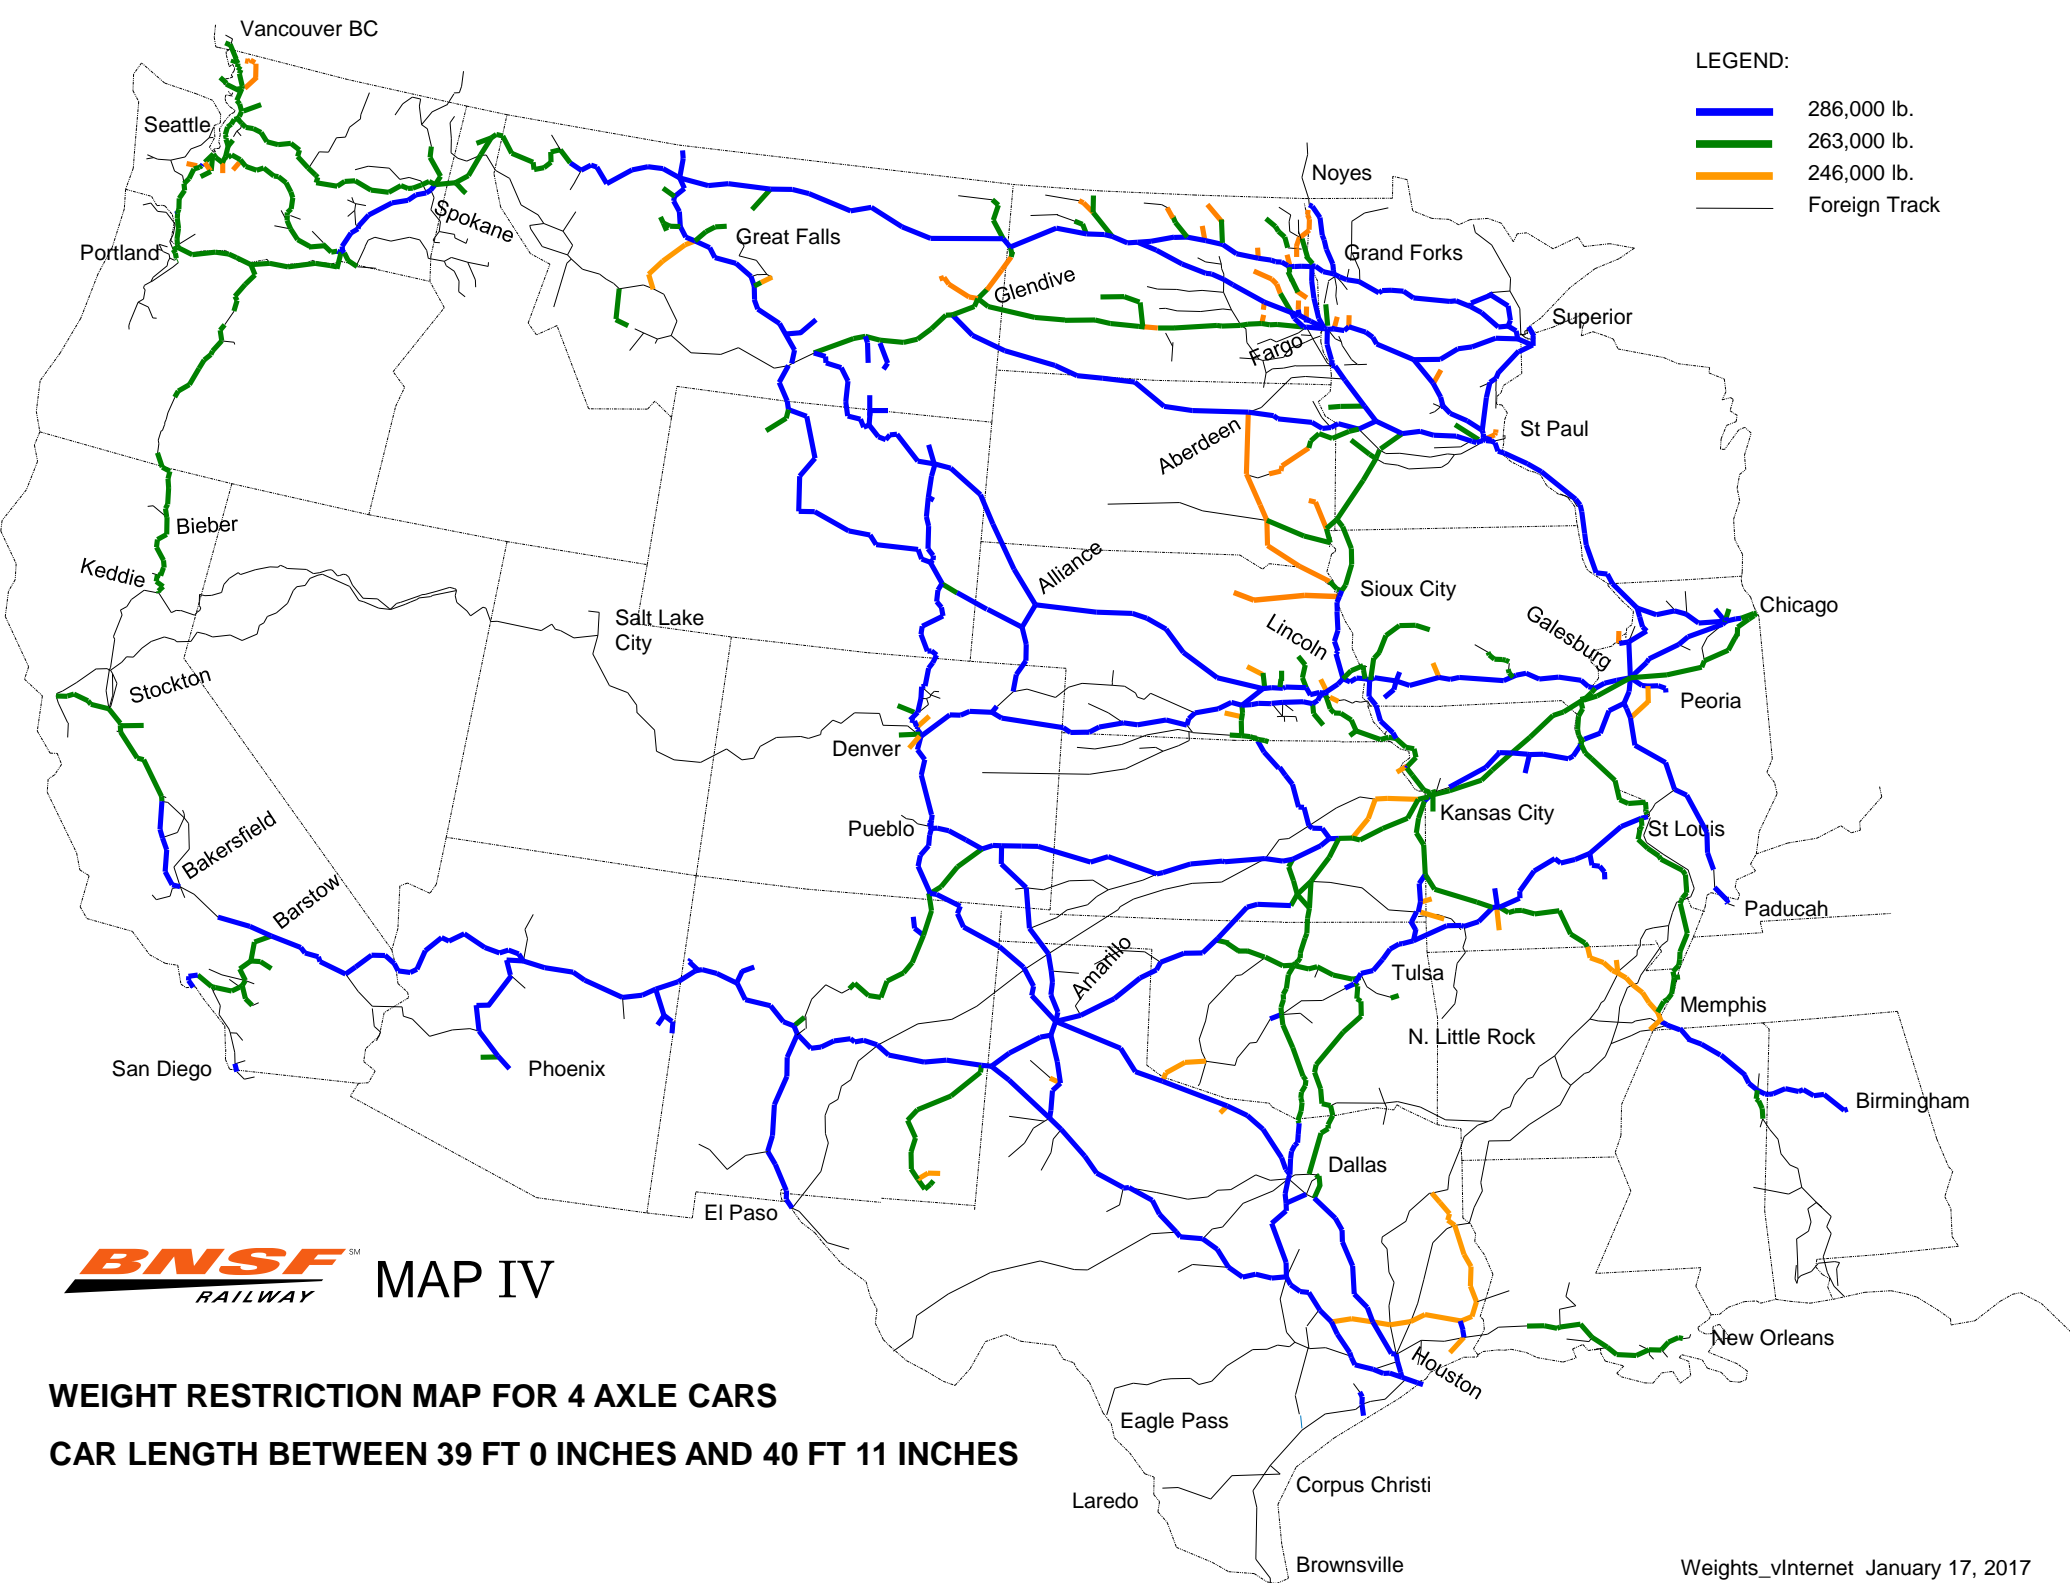 Vancouver BC
LEGEND:
286,000 lb.
263,000 lb.
246,000 lb.
Foreign Track
Seattle
Noyes
Spokane
Portland
Great Falls
Grand Forks
Glendive
Superior
Fargo
St Paul
Aberdeen
Bieber
Keddie
Alliance
Sioux City
Salt Lake
City
Chicago
Galesburg
Lincoln
Stockton
Peoria
Denver
Kansas City
Pueblo
St Louis
Bakersfield
Barstow
Paducah
Amarillo
Tulsa
Memphis
N. Little Rock
San Diego
Phoenix
Birmingham
Dallas
El Paso
BNSF SM
RAILWAY
MAP IV
New Orleans
Houston
WEIGHT RESTRICTION MAP FOR 4 AXLE CARS
Eagle Pass
CAR LENGTH BETWEEN 39 FT 0 INCHES AND 40 FT 11 INCHES
Corpus Christi
Laredo
Brownsville
Weights_vInternet January 17, 2017